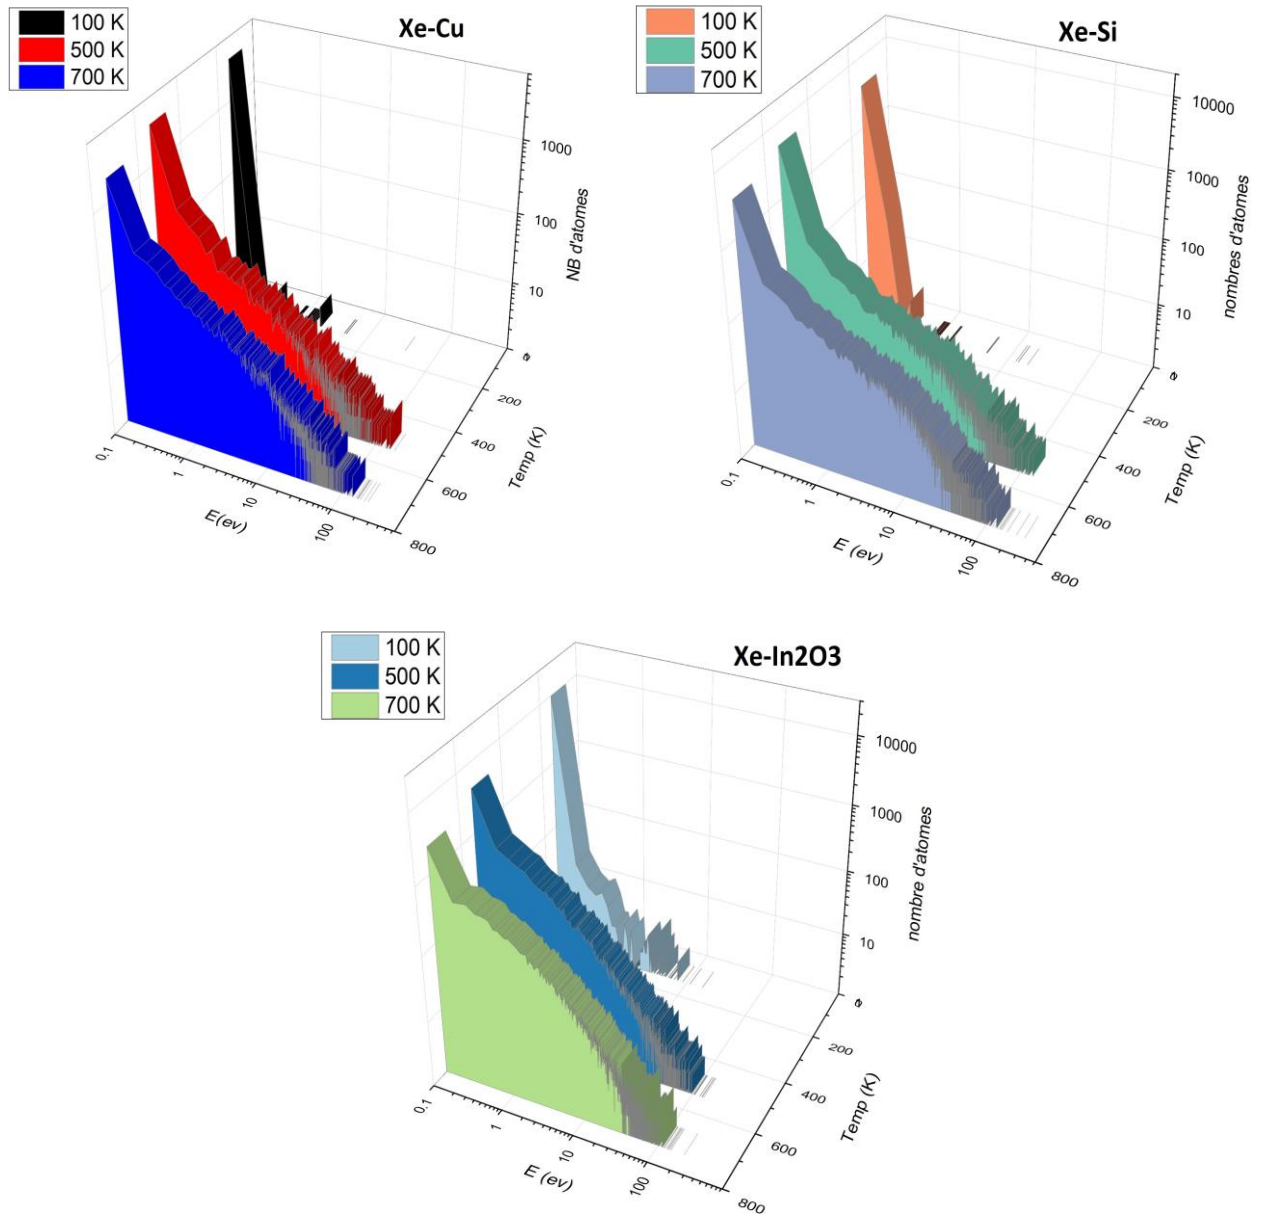 Xe-Cu
100 K
500 K
700 K
1000
100
10
NB d'atomes
0.1
1
10
100
E(ev)
200
400
600
800
Temp (K)
Xe-Si
100 K
500 K
700 K
10000
1000
100
10
nombres d'atomes
0.1
1
10
100
E (ev)
200
400
600
800
Temp (K)
Xe-In2O3
100 K
500 K
700 K
10000
1000
100
10
nombre d'atomes
0.1
1
10
100
E (ev)
200
400
600
800
Temp (K)